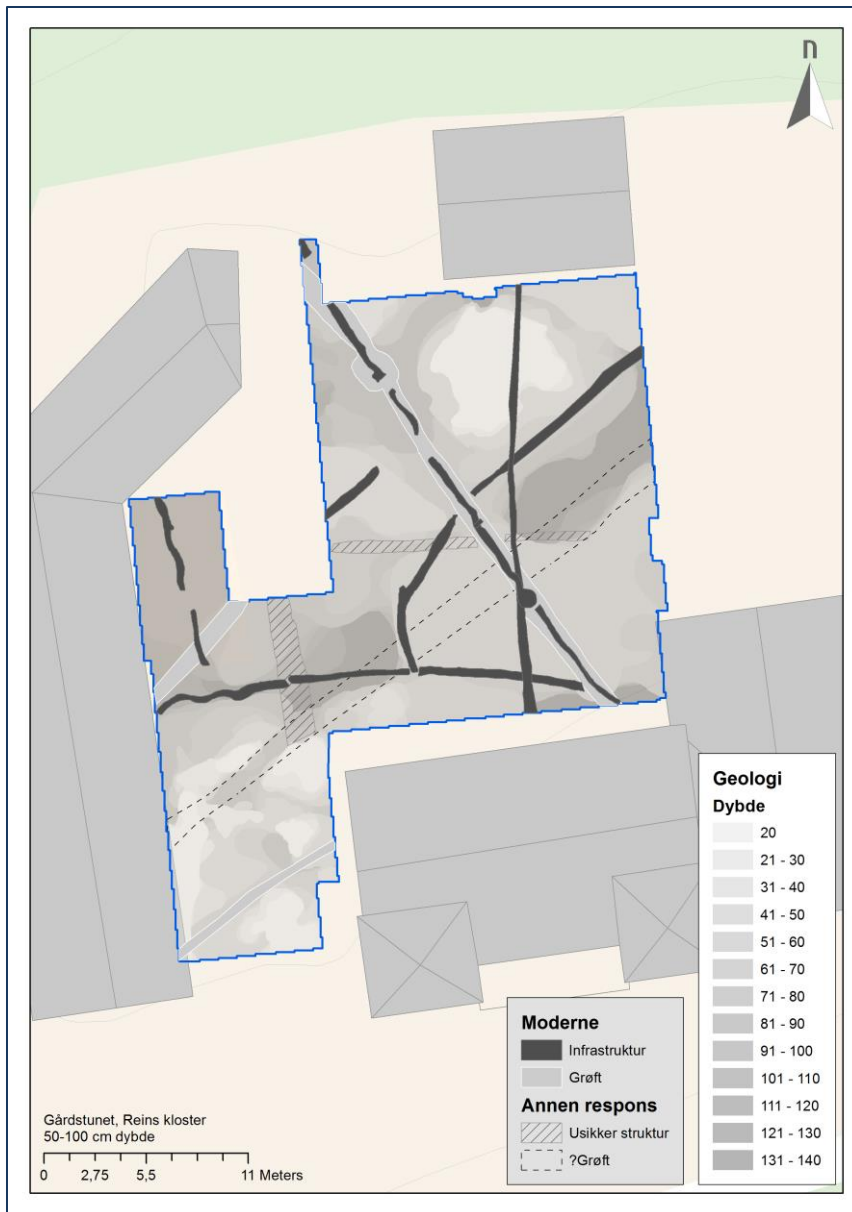 n
Geologi
Dybde
20
21 - 30
31 - 40
41 - 50
51 - 60
61 - 70
71 - 80
81 - 90
91 - 100
101 - 110
111 - 120
121 - 130
131 - 140
Moderne
Infrastruktur
Grøft
Annen respons
Usikker struktur
?Grøft
Gårdstunet, Reins kloster
50-100 cm dybde
0 2,75 5,5 11 Meters